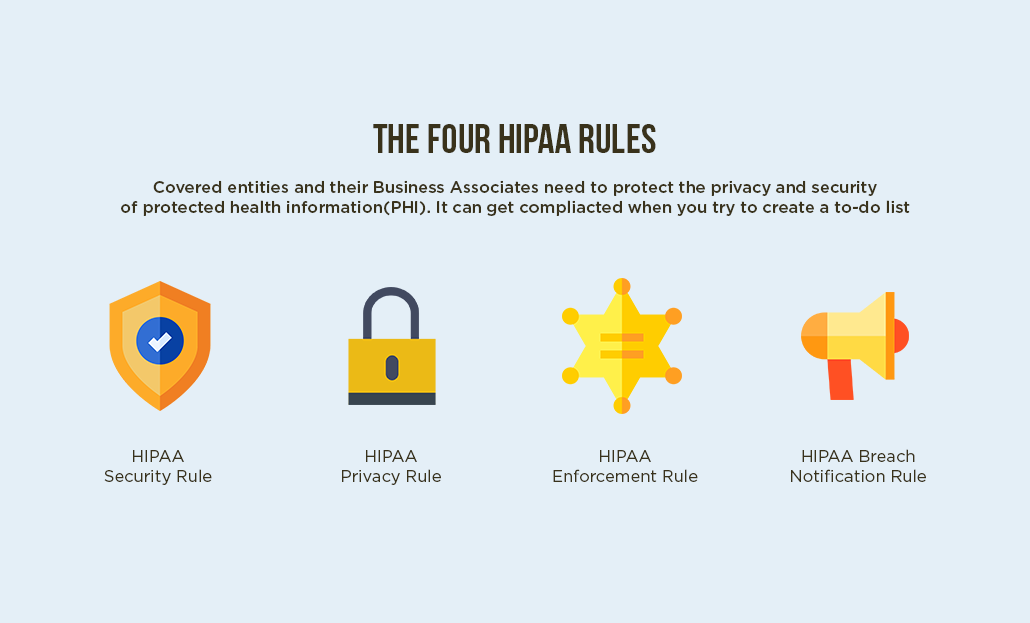 THE FOUR HIPAA RULES
Covered entities and their Business Associates need to protect the privacy and security
of protected health information(PHI). It can get compliacted when you try to create a to-do list
HIPAA
Security Rule
HIPAA
Privacy Rule
HIPAA
Enforcement Rule
HIPAA Breach
Notification Rule